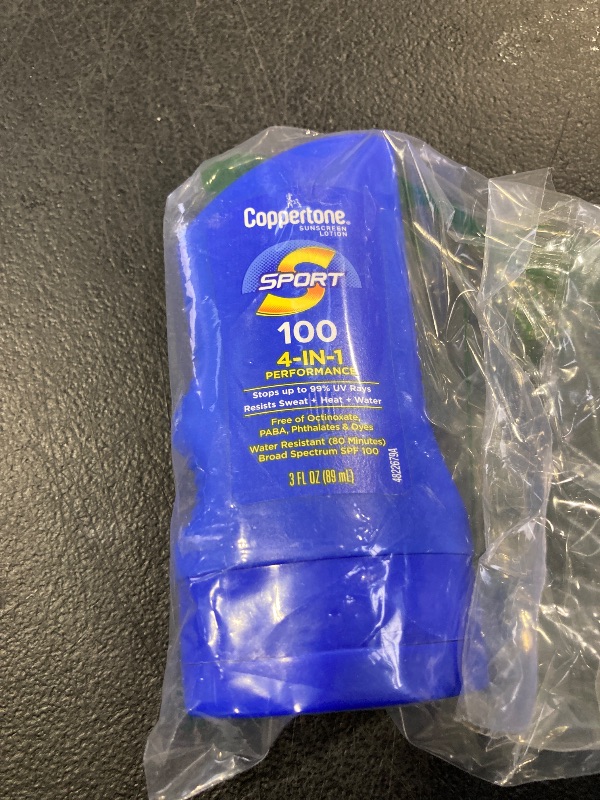 Coppertone®
SUNSCREEN
LOTION
SPORT
100
4-IN-1
PERFORMANCE
Stops up to 99% UV Rays
Resists Sweat + Heat + Water
Free of Octinoxate,
PABA, Phthalates & Dyes
Water Resistant (80 Minutes)
Broad Spectrum SPF 100
3 FL OZ (89 mL)
4822679A